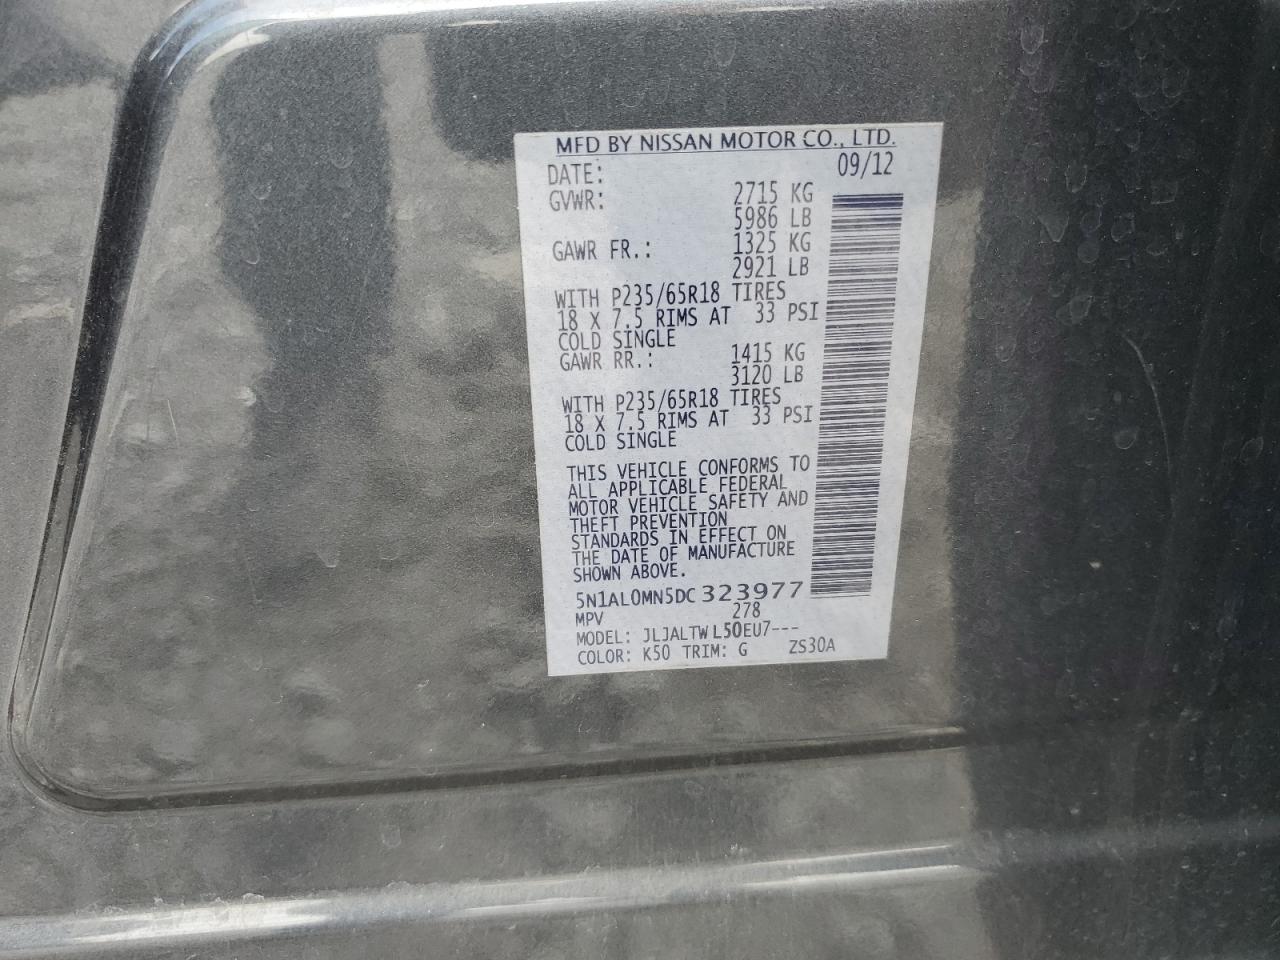 MFD BY NISSAN MOTOR CO., LTD.
DATE: 09/12
GVWR: 2715 KG
5986 LB
GAWR FR.: 1325 KG
2921 LB
WITH P235/65R18 TIRES
18 X 7.5 RIMS AT 33 PSI
COLD SINGLE
GAWR RR.: 1415 KG
3120 LB
WITH P235/65R18 TIRES
18 X 7.5 RIMS AT 33 PSI
COLD SINGLE
THIS VEHICLE CONFORMS TO
ALL APPLICABLE FEDERAL
MOTOR VEHICLE SAFETY AND
THEFT PREVENTION
STANDARDS IN EFFECT ON
THE DATE OF MANUFACTURE
SHOWN ABOVE.
5N1AL0MN5DC323977
MPV 278
MODEL: JLJALTWL50EU7---
COLOR: K50 TRIM: G ZS30A